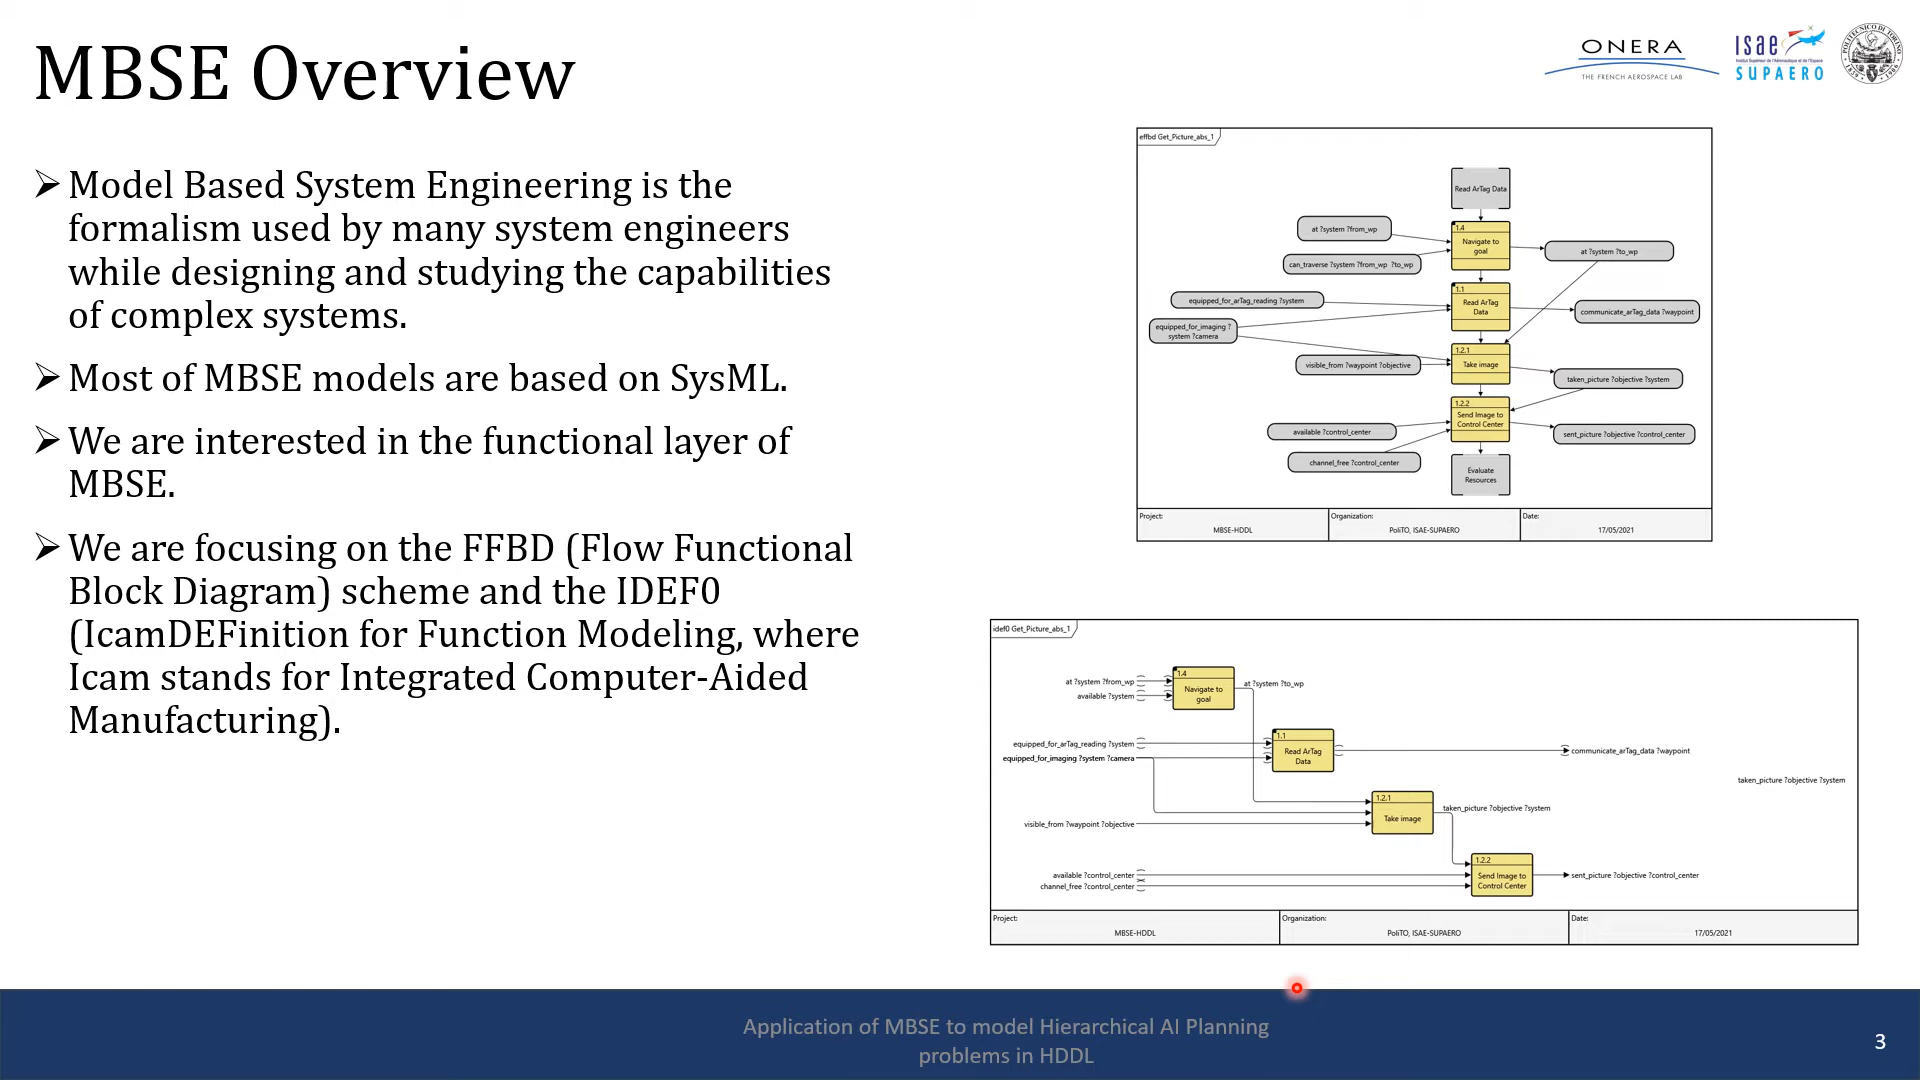 MBSE Overview
ONERA
THE FRENCH AEROSPACE LAB
Isae
Institut Supérieur de l'Aéronautique et de l'Espace
SUPAERO
➢ Model Based System Engineering is the
formalism used by many system engineers
while designing and studying the capabilities
of complex systems.
➢ Most of MBSE models are based on SysML.
➢ We are interested in the functional layer of
MBSE.
➢ We are focusing on the FFBD (Flow Functional
Block Diagram) scheme and the IDEF0
(IcamDEFinition for Function Modeling, where
Icam stands for Integrated Computer-Aided
Manufacturing).
effbd Get_Picture_abs_1
Read ArTag Data
at ?system ?from_wp
1.4
Navigate to
goal
at ?system ?to_wp
can_traverse ?system ?from_wp ?to_wp
1.1
Read ArTag
Data
equipped_for_arTag_reading ?system
communicate_arTag_data ?waypoint
equipped_for_imaging ?
system ?camera
1.2.1
Take image
visible_from ?waypoint ?objective
taken_picture ?objective ?system
1.2.2
Send Image to
Control Center
available ?control_center
sent_picture ?objective ?control_center
channel_free ?control_center
Evaluate
Resources
Project:
MBSE-HDDL
Organization:
PoliTO, ISAE-SUPAERO
Date:
17/05/2021
idef0 Get_Picture_abs_1
at ?system ?from_wp
available ?system
1.4
Navigate to
goal
at ?system ?to_wp
equipped_for_arTag_reading ?system
equipped_for_imaging ?system ?camera
1.1
Read ArTag
Data
communicate_arTag_data ?waypoint
taken_picture ?objective ?system
1.2.1
Take image
taken_picture ?objective ?system
visible_from ?waypoint ?objective
1.2.2
Send Image to
Control Center
available ?control_center
channel_free ?control_center
sent_picture ?objective ?control_center
Project:
MBSE-HDDL
Organization:
PoliTO, ISAE-SUPAERO
Date:
17/05/2021
Application of MBSE to model Hierarchical AI Planning
problems in HDDL
3